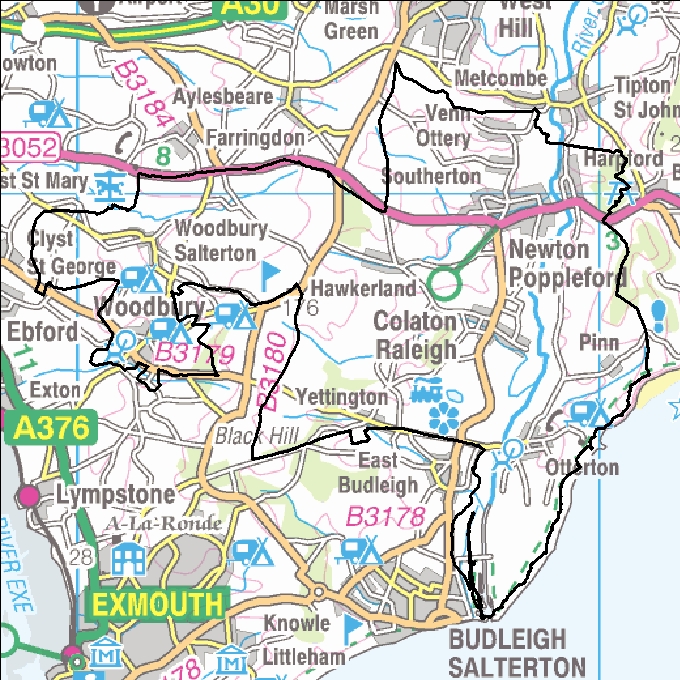 Airport
A30
Marsh
Green
West
Hill
River
owton
B3184
Metcombe
Aylesbeare
Tipton
St John
Venn
Ottery
Farringdon
3052
8
Harpford
st St Mary
Southerton
Woodbury
Salterton
Clyst
St George
Newton
Poppleford
3
Hawkerland
176
Woodbury
Ebford
Colaton
Raleigh
B3179
B3180
Pinn
11
Exton
Yettington
A376
Black Hill
East
Budleigh
Otterton
Lympstone
B3178
A-La-Ronde
RIVER EXE
28
EXMOUTH
Knowle
Littleham
BUDLEIGH
SALTERTON
178